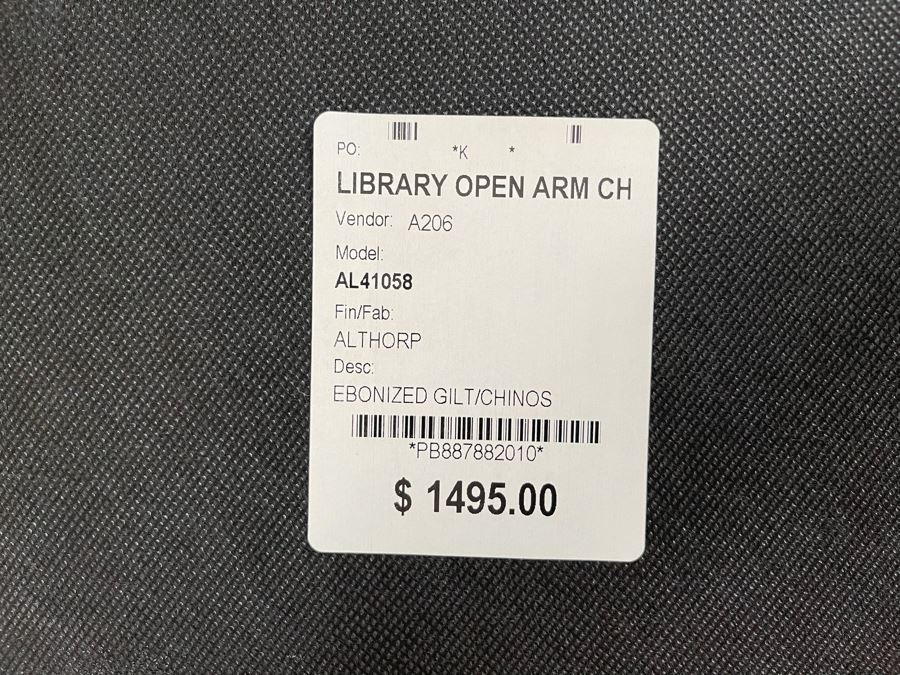 PO: *K *
LIBRARY OPEN ARM CH
Vendor: A206
Model:
AL41058
Fin/Fab:
ALTHORP
Desc:
EBONIZED GILT/CHINOS
*PB887882010*
$ 1495.00